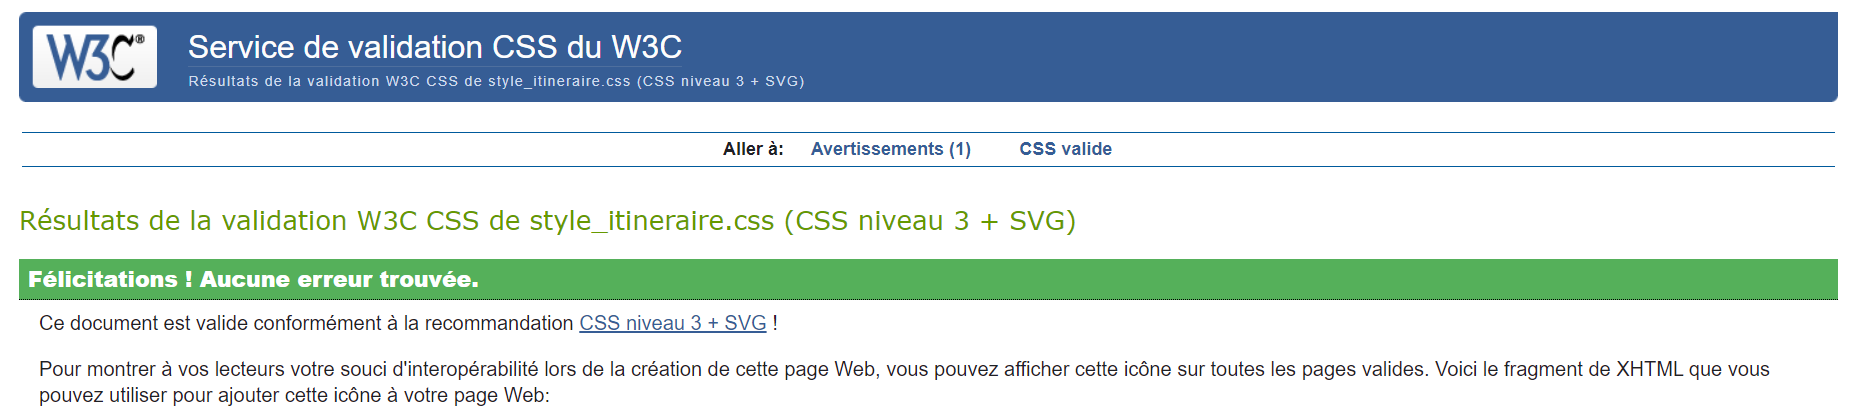 W3C®
Service de validation CSS du W3C
Résultats de la validation W3C CSS de style_itineraire.css (CSS niveau 3 + SVG)
Aller à: Avertissements (1) CSS valide
Résultats de la validation W3C CSS de style_itineraire.css (CSS niveau 3 + SVG)
Félicitations ! Aucune erreur trouvée.
Ce document est valide conformément à la recommandation CSS niveau 3 + SVG !
Pour montrer à vos lecteurs votre souci d'interopérabilité lors de la création de cette page Web, vous pouvez afficher cette icône sur toutes les pages valides. Voici le fragment de XHTML que vous
pouvez utiliser pour ajouter cette icône à votre page Web: